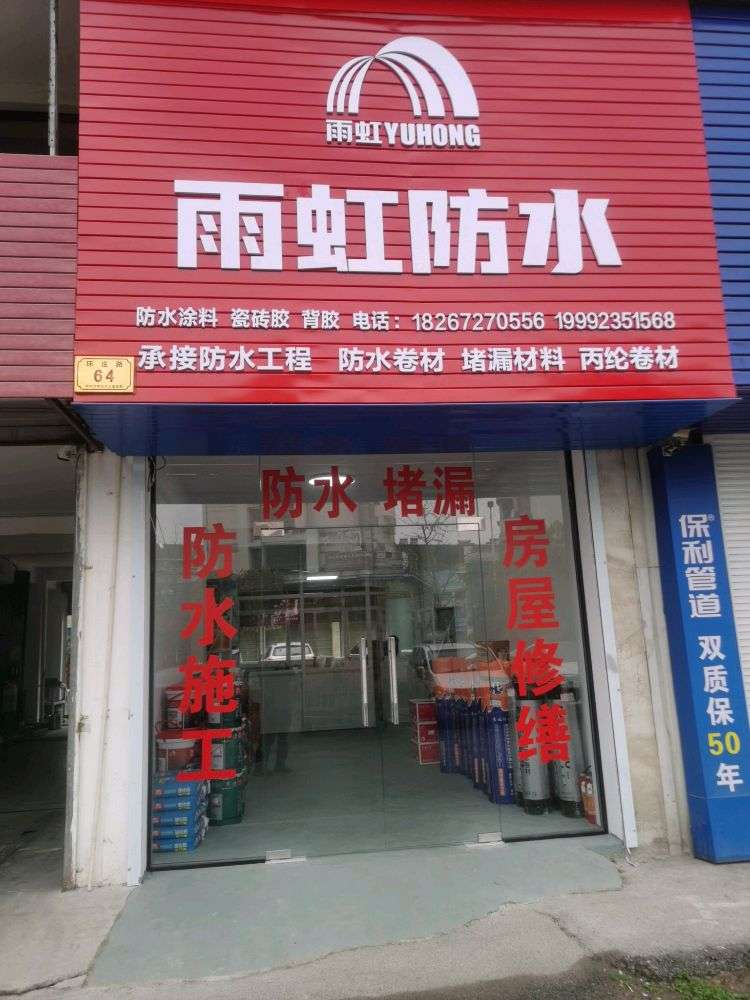 雨虹YUHONG
雨虹防水
防水涂料 瓷砖胶 背胶 电话：18267270556 19992351568
承接防水工程 防水卷材 堵漏材料 丙纶卷材
64
防水 堵漏
防水施工
房屋修缮
保利管道 双质保50年